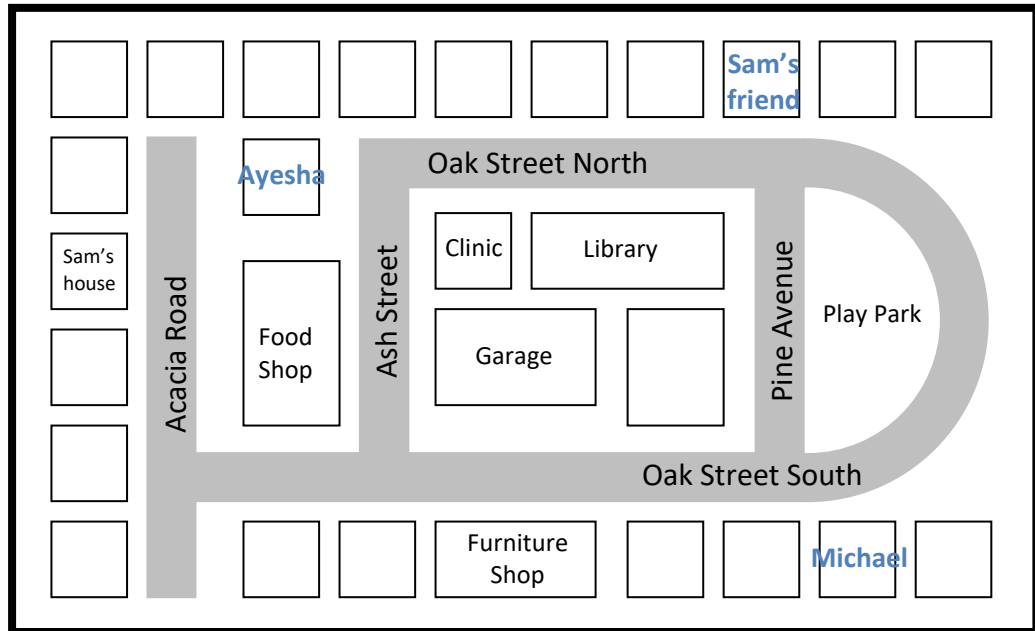 Sam’s
friend
Ayesha
Oak Street North
Clinic
Library
Sam’s
house
Acacia Road
Food
Shop
Ash Street
Garage
Pine Avenue
Play Park
Oak Street South
Furniture
Shop
Michael